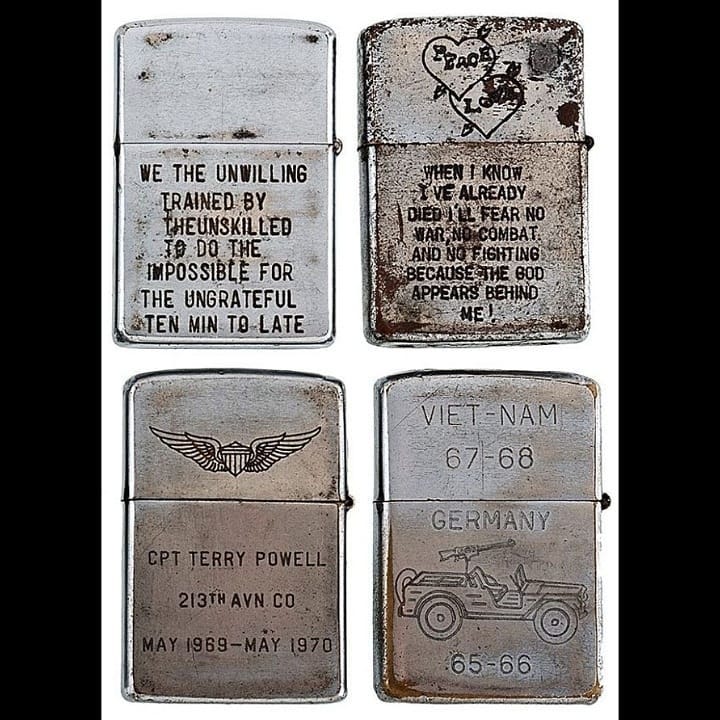 WE THE UNWILLING
TRAINED BY
THEUNSKILLED
TO DO THE
IMPOSSIBLE FOR
THE UNGRATEFUL
TEN MIN TO LATE
PEACE
LOVE
WHEN I KNOW
I'VE ALREADY
DIED I'LL FEAR NO
WAR, NO COMBAT.
AND NO FIGHTING
BECAUSE THE GOD
APPEARS BEHIND
ME!
CPT TERRY POWELL
213TH AVN CO
MAY 1969-MAY 1970
VIET-NAM
67-68
GERMANY
65-66